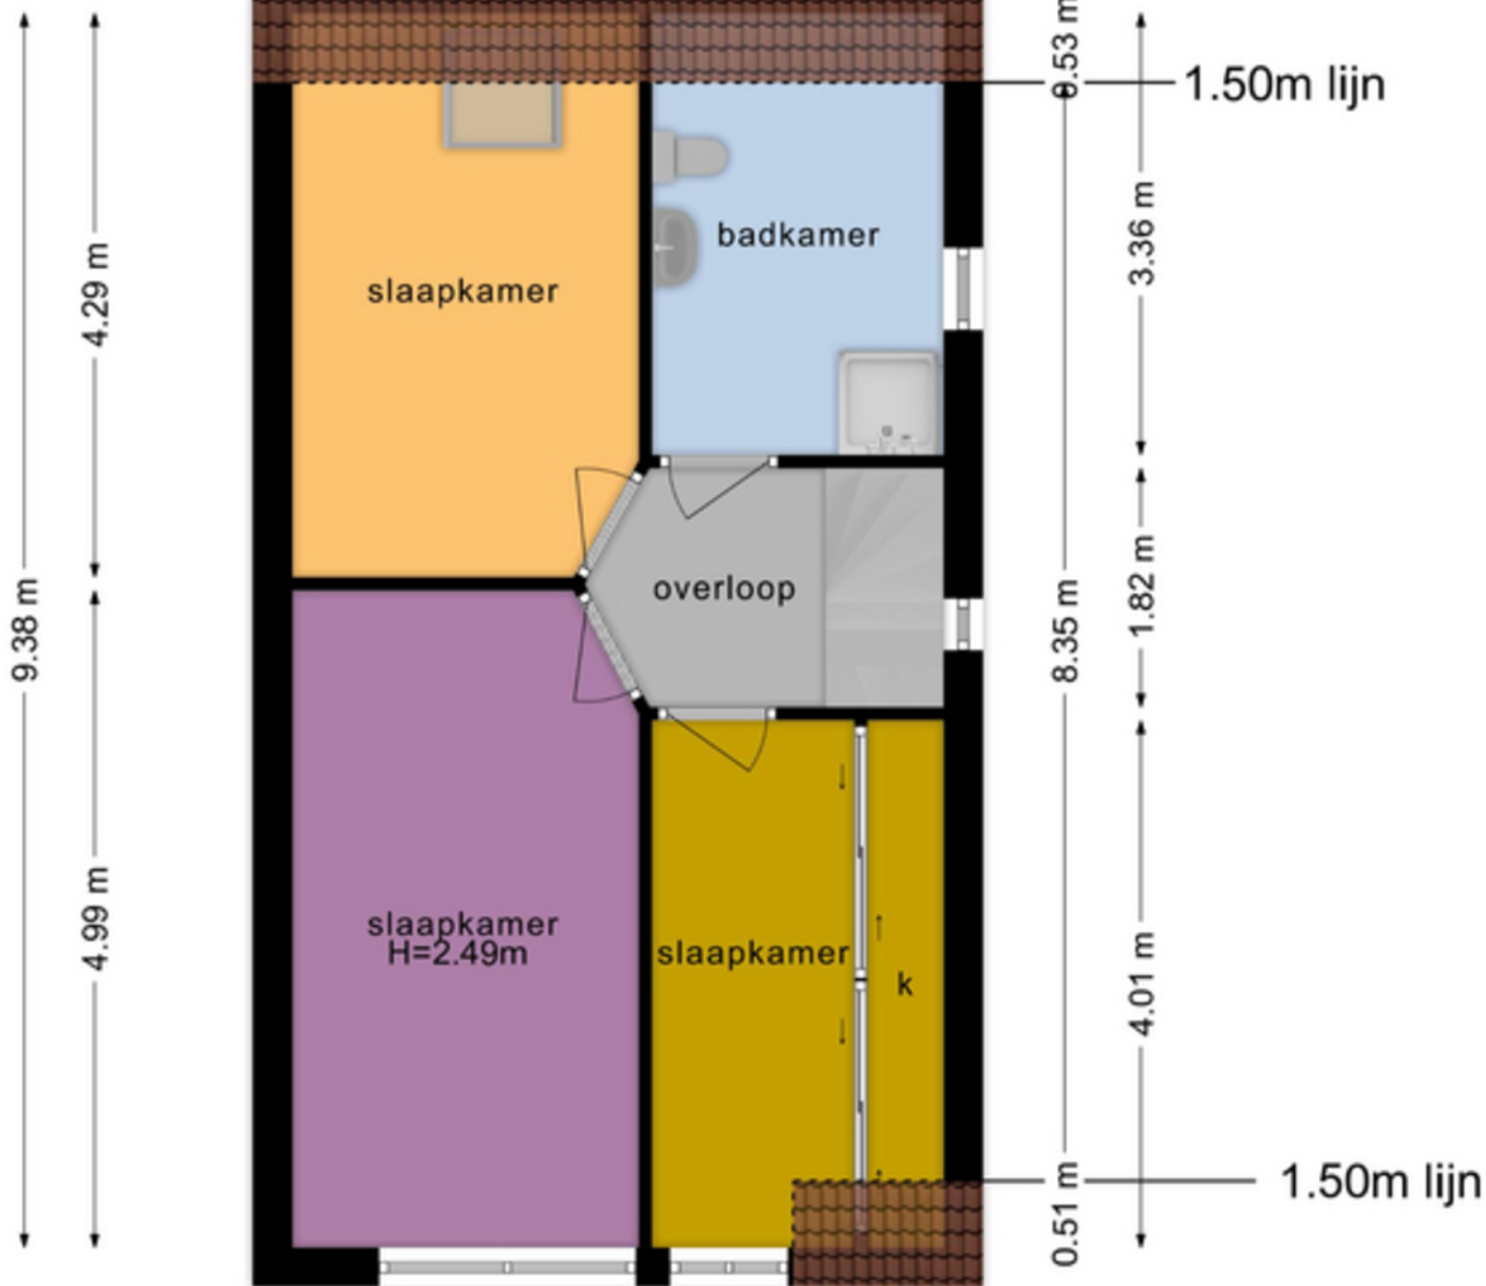 0.53 m
1.50m lijn
badkamer
3.36 m
slaapkamer
4.29 m
overloop
1.82 m
9.38 m
8.35 m
slaapkamer
H=2.49m
4.99 m
slaapkamer
k
4.01 m
1.50m lijn
0.51 m